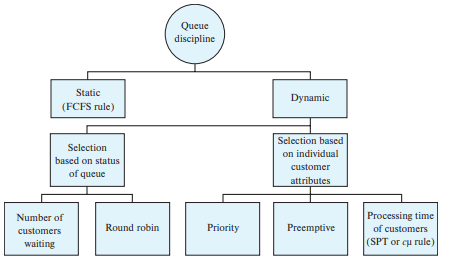 Queue
discipline
Static
(FCFS rule)
Dynamic
Selection
based on status
of queue
Selection based
on individual
customer
attributes
Number of
customers
waiting
Round robin
Priority
Preemptive
Processing time
of customers
(SPT or cμ rule)